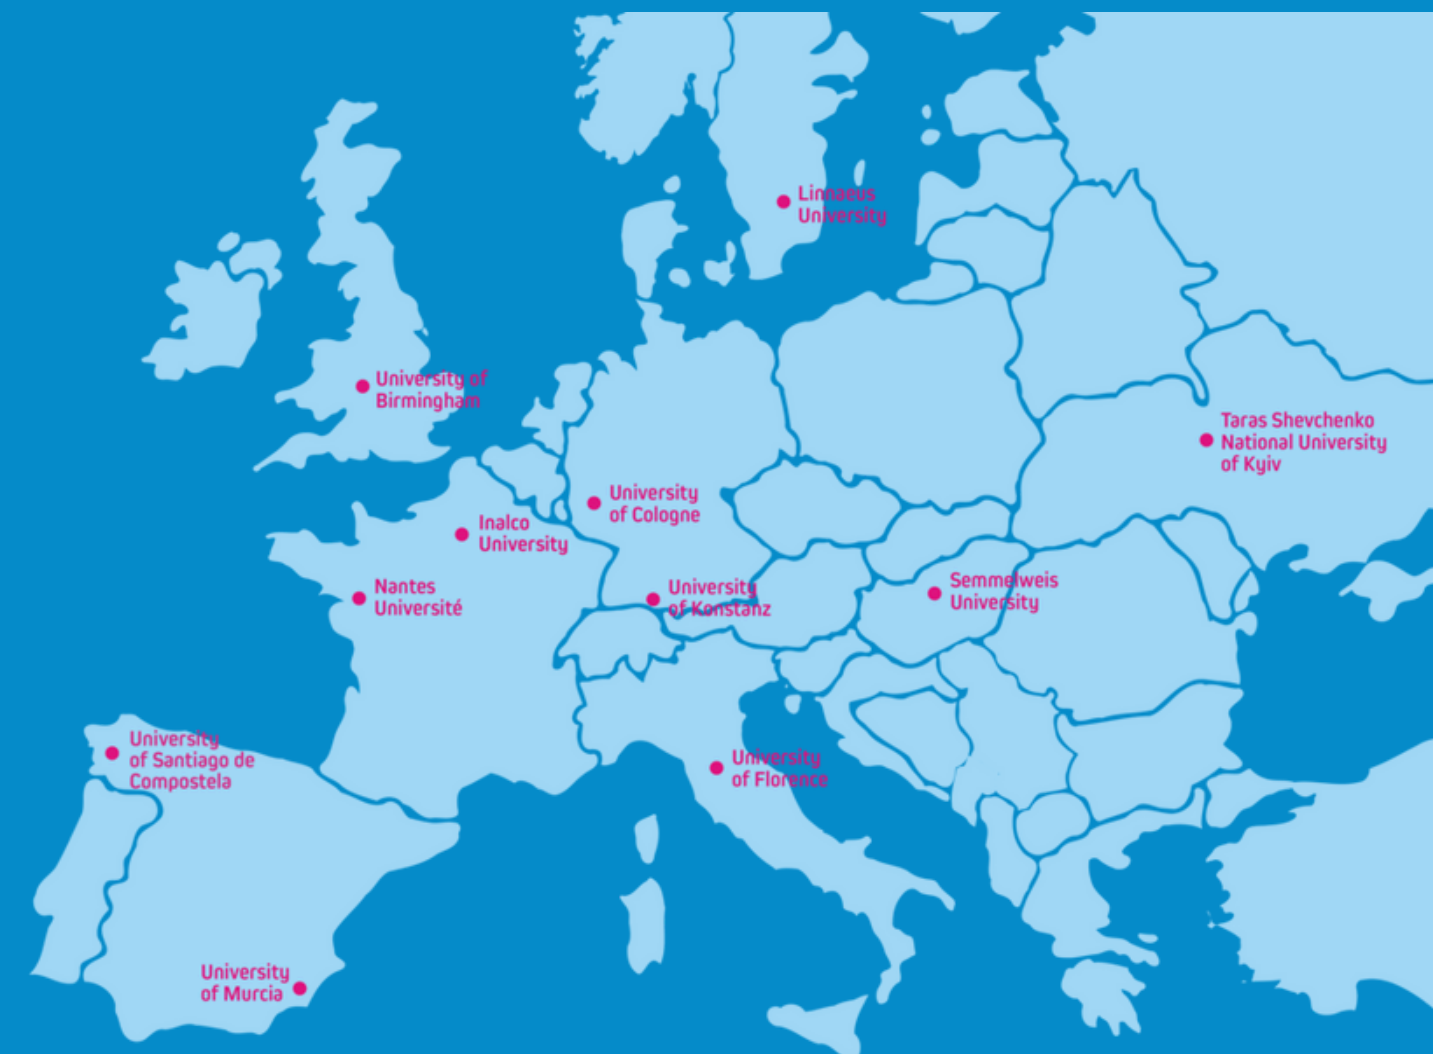 Linnaeus
University
University of
Birmingham
Taras Shevchenko
National University
of Kyiv
University
of Cologne
Inalco
University
Nantes
Université
University
of Konstanz
Semmelweis
University
University
of Santiago de
Compostela
University
of Florence
University
of Murcia